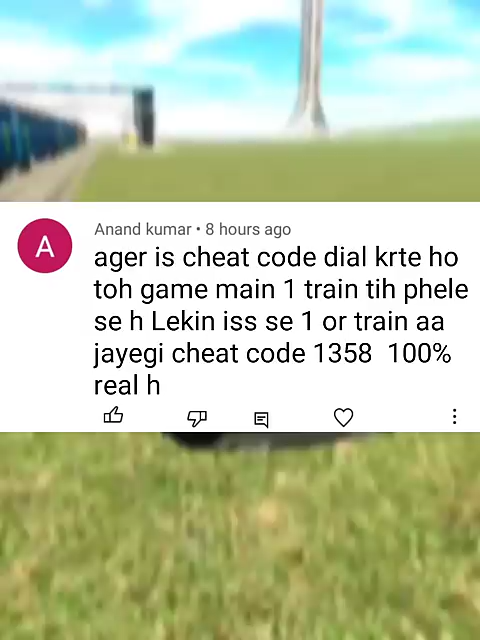 A
Anand kumar • 8 hours ago
ager is cheat code dial krte ho
toh game main 1 train tih phele
se h Lekin iss se 1 or train aa
jayegi cheat code 1358 100%
real h